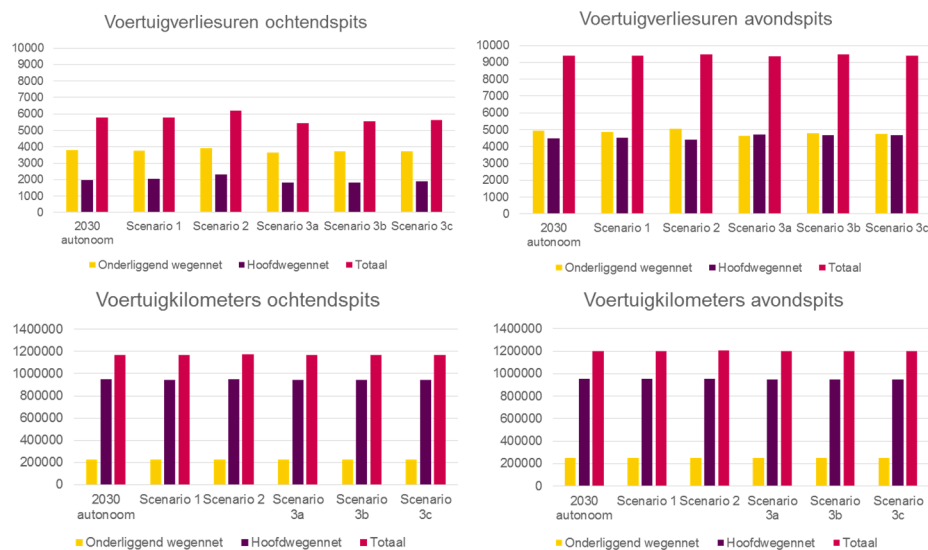 Voertuigverliesuren ochtendspits
10000
9000
8000
7000
6000
5000
4000
3000
2000
1000
0
2030 autonoom
Scenario 1
Scenario 2
Scenario 3a
Scenario 3b
Scenario 3c
Onderliggend wegennet
Hoofdwegennet
Totaal
Voertuigverliesuren avondspits
10000
9000
8000
7000
6000
5000
4000
3000
2000
1000
0
2030
autonoom
Scenario 1
Scenario 2
Scenario 3a
Scenario 3b
Scenario 3c
Onderliggend wegennet
Hoofdwegennet
Totaal
Voertuigkilometers ochtendspits
1400000
1200000
1000000
800000
600000
400000
200000
0
2030
autonoom
Scenario 1
Scenario 2
Scenario
3a
Scenario
3b
Scenario
3c
Onderliggend wegennet
Hoofdwegennet
Totaal
Voertuigkilometers avondspits
1400000
1200000
1000000
800000
600000
400000
200000
0
2030
autonoom
Scenario 1
Scenario 2
Scenario
3a
Scenario
3b
Scenario
3c
Onderliggend wegennet
Hoofdwegennet
Totaal